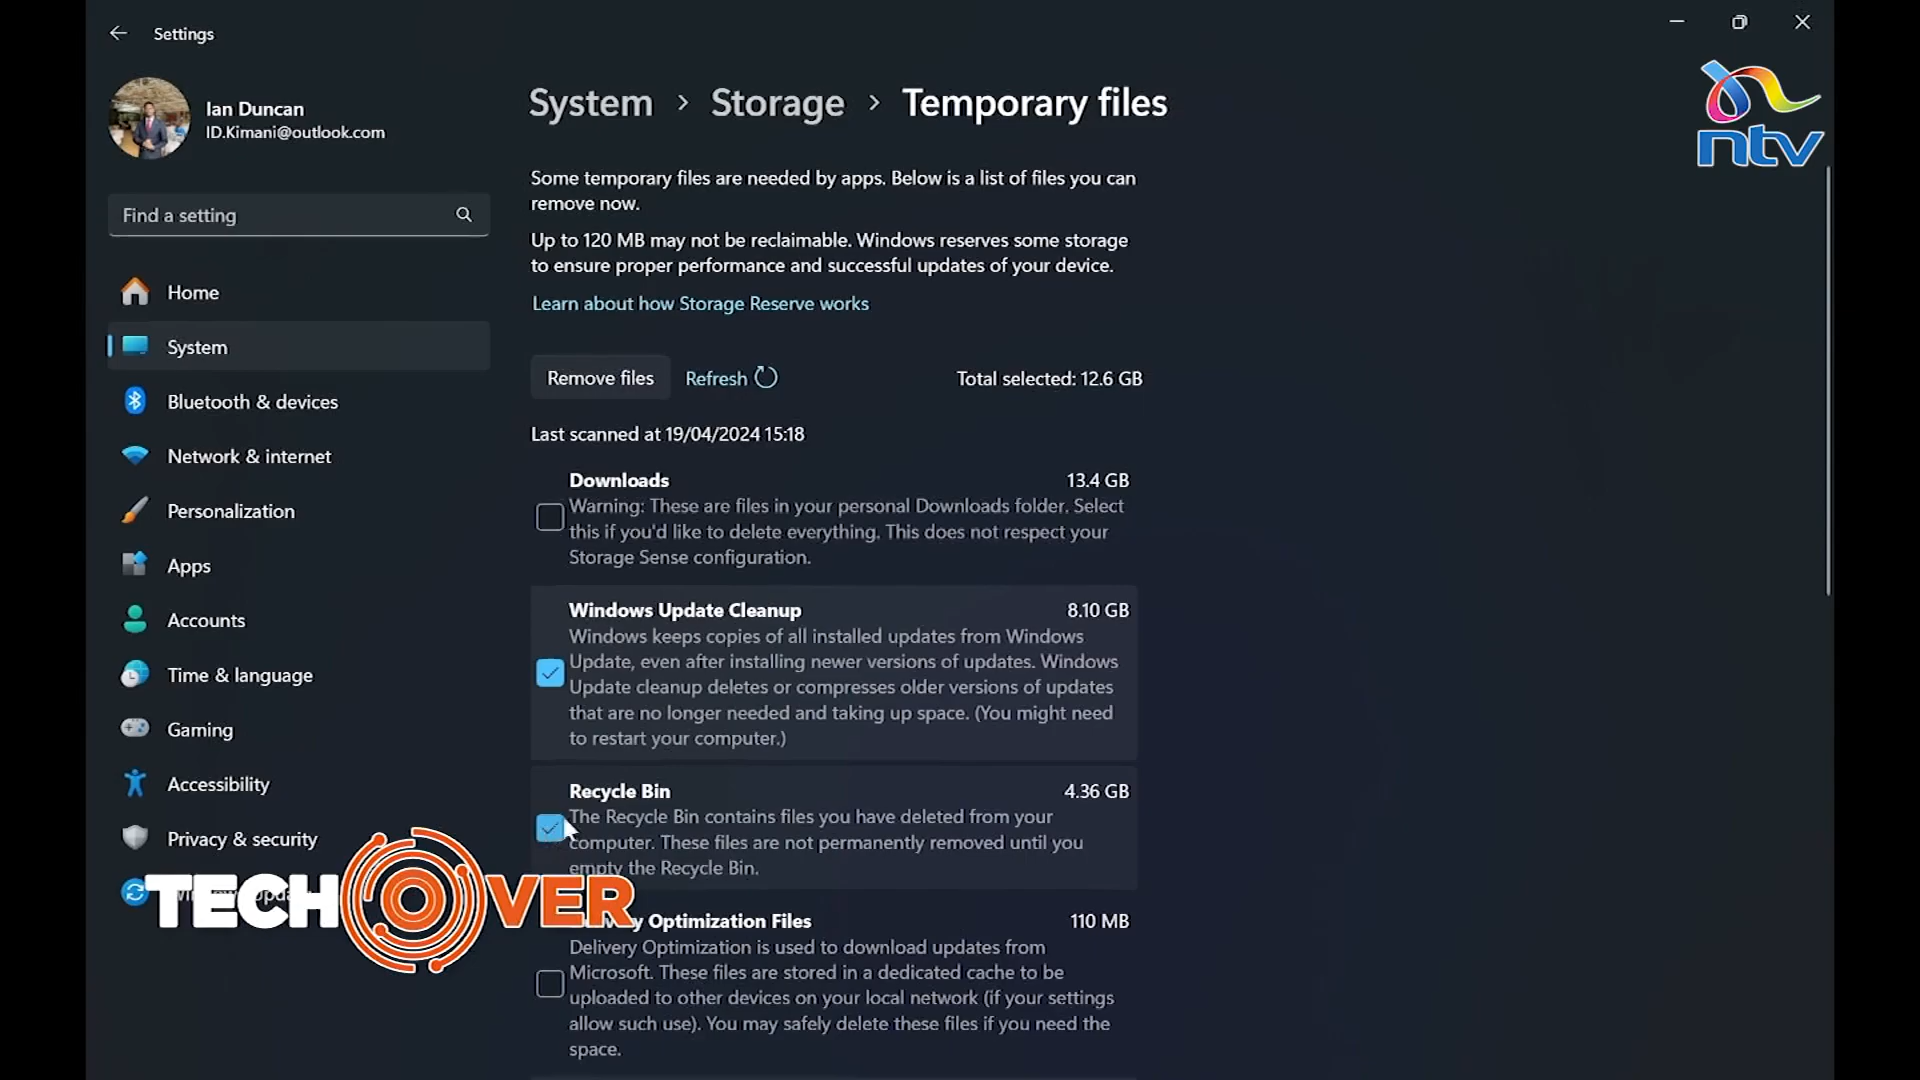 Settings
ntv
Ian Duncan
ID.Kimani@outlook.com
Find a setting
Home
System
Bluetooth & devices
Network & internet
Personalization
Apps
Accounts
Time & language
Gaming
Accessibility
Privacy & security
TECH OVER
System > Storage > Temporary files
Some temporary files are needed by apps. Below is a list of files you can
remove now.
Up to 120 MB may not be reclaimable. Windows reserves some storage
to ensure proper performance and successful updates of your device.
Learn about how Storage Reserve works
Remove files Refresh Total selected: 12.6 GB
Last scanned at 19/04/2024 15:18
Downloads 13.4 GB
Warning: These are files in your personal Downloads folder. Select
this if you'd like to delete everything. This does not respect your
Storage Sense configuration.
Windows Update Cleanup 8.10 GB
Windows keeps copies of all installed updates from Windows
Update, even after installing newer versions of updates. Windows
Update cleanup deletes or compresses older versions of updates
that are no longer needed and taking up space. (You might need
to restart your computer.)
Recycle Bin 4.36 GB
The Recycle Bin contains files you have deleted from your
computer. These files are not permanently removed until you
empty the Recycle Bin.
Optimization Files 110 MB
Delivery Optimization is used to download updates from
Microsoft. These files are stored in a dedicated cache to be
uploaded to other devices on your local network (if your settings
allow such use). You may safely delete these files if you need the
space.